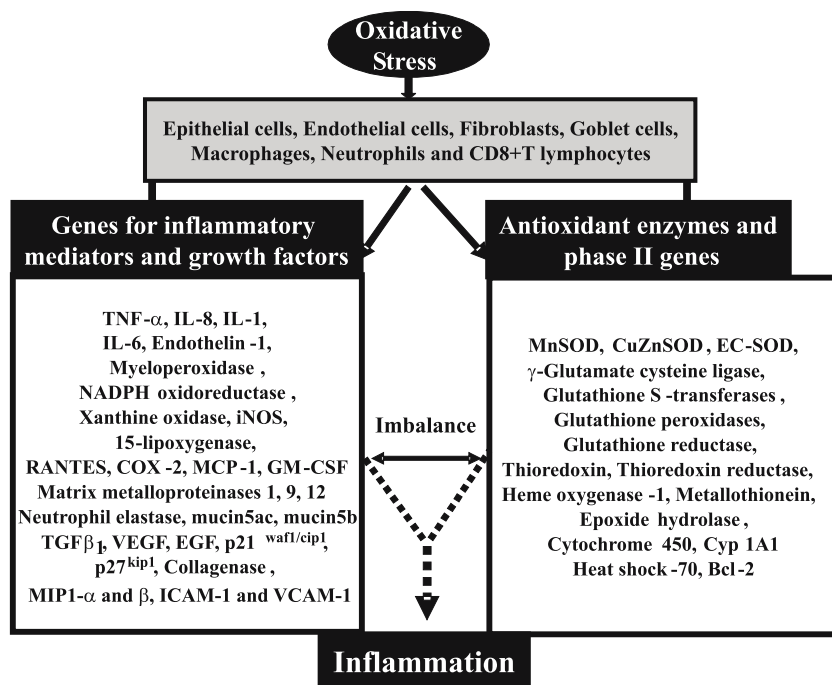 Oxidative
Stress
Epithelial cells, Endothelial cells, Fibroblasts, Goblet cells,
Macrophages, Neutrophils and CD8+T lymphocytes
Genes for inflammatory
mediators and growth factors
TNF-α, IL-8, IL-1,
IL-6, Endothelin -1,
Myeloperoxidase ,
NADPH oxidoreductase ,
Xanthine oxidase, iNOS,
15-lipoxygenase,
RANTES, COX -2, MCP-1, GM-CSF
Matrix metalloproteinases 1, 9, 12
Neutrophil elastase, mucin5ac, mucin5b
TGFβ1, VEGF, EGF, p21 waf1/cip1,
p27kip1, Collagenase ,
MIP1-α and β, ICAM-1 and VCAM-1
Imbalance
Antioxidant enzymes and
phase II genes
MnSOD, CuZnSOD , EC-SOD,
γ-Glutamate cysteine ligase,
Glutathione S -transferases ,
Glutathione peroxidases,
Glutathione reductase,
Thioredoxin, Thioredoxin reductase,
Heme oxygenase -1, Metallothionein,
Epoxide hydrolase ,
Cytochrome 450, Cyp 1A1
Heat shock -70, Bcl-2
Inflammation